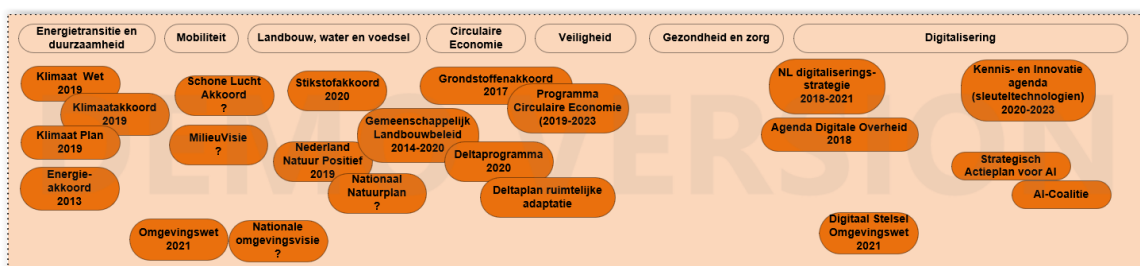 Energietransitie en
duurzaamheid
Mobiliteit
Landbouw, water en voedsel
Circulaire
Economie
Veiligheid
Gezondheid en zorg
Digitalisering
Klimaat Wet
2019
Klimaatakkoord
2019
Klimaat Plan
2019
Energie-
akkoord
2013
Schone Lucht
Akkoord
?
MilieuVisie
?
Omgevingswet
2021
Nationale
omgevingsvisie
?
Stikstofakkoord
2020
Gemeenschappelijk
Landbouwbeleid
2014-2020
Nederland
Natuur Positief
2019
Nationaal
Natuurplan
?
Grondstoffenakkoord
2017
Programma
Circulaire Economie
(2019-2023
Deltaprogramma
2020
Deltaplan ruimtelijke
adaptatie
NL digitaliserings-
strategie
2018-2021
Agenda Digitale Overheid
2018
Digitaal Stelsel
Omgevingswet
2021
Kennis- en Innovatie
agenda
(sleuteltechnologien)
2020-2023
Strategisch
Actieplan voor AI
AI-Coalitie
DEMO VERSION